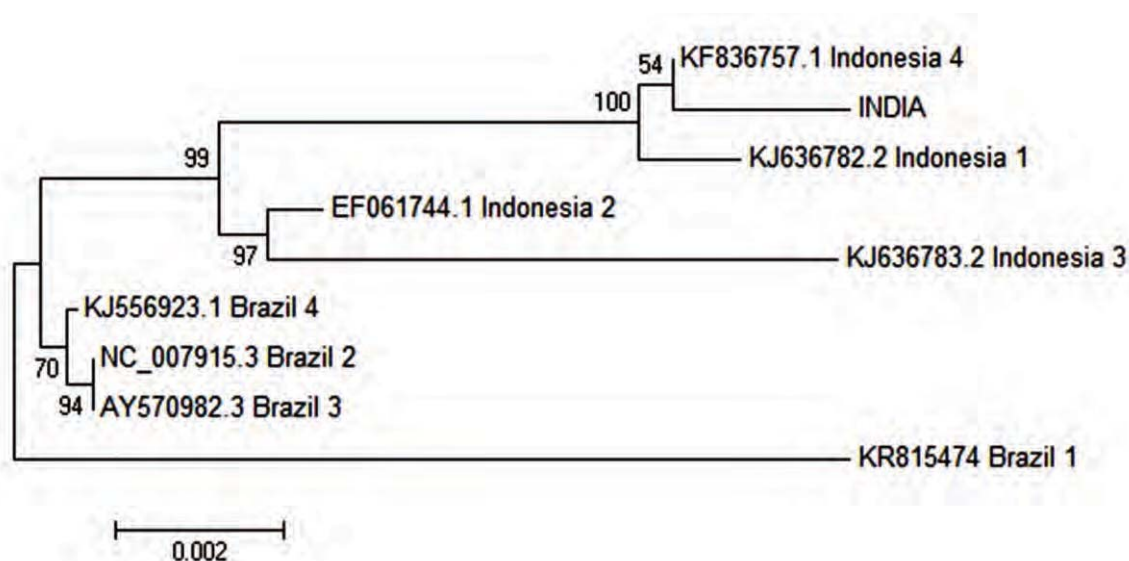 54 KF836757.1 Indonesia 4
100 INDIA
KJ636782.2 Indonesia 1
99
EF061744.1 Indonesia 2
97 KJ636783.2 Indonesia 3
KJ556923.1 Brazil 4
70 NC_007915.3 Brazil 2
94 AY570982.3 Brazil 3
KR815474 Brazil 1
0.002